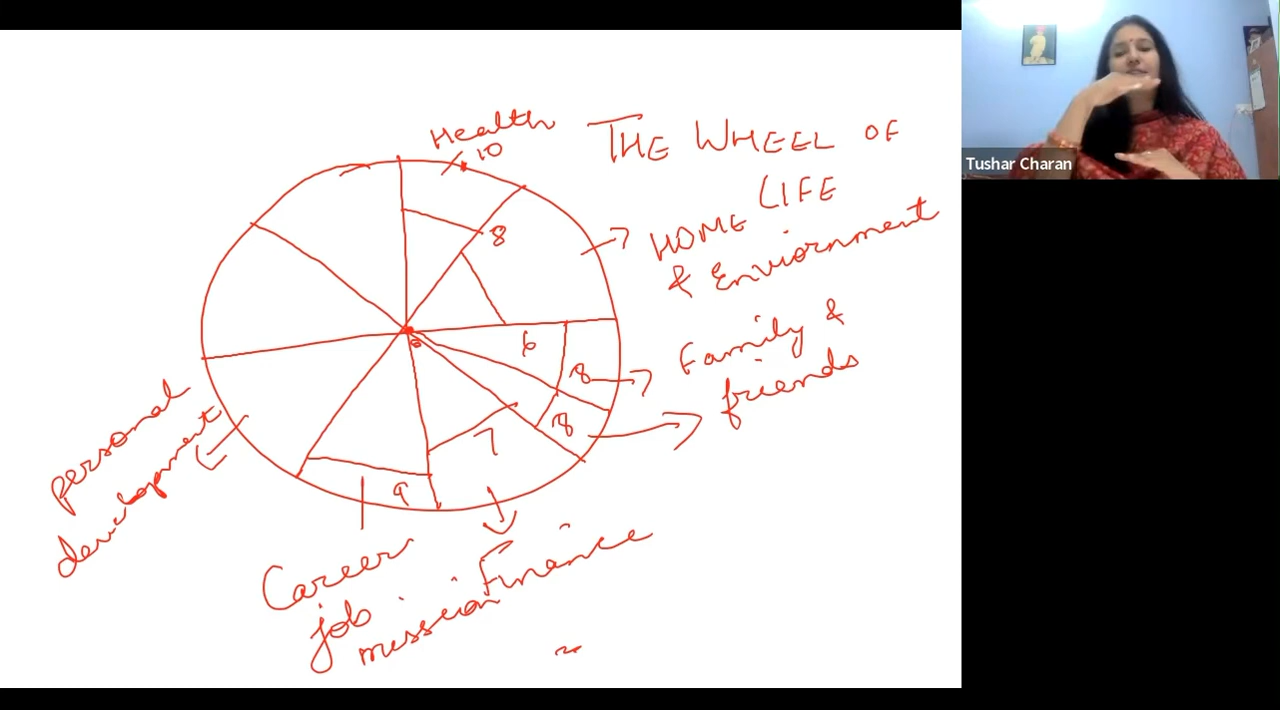 Health
10
THE WHEEL OF
LIFE
HOME
& Enviornment
8
6
Family &
friends
8
8
7
9
personal
development
Career
job
mission
Finance
Tushar Charan